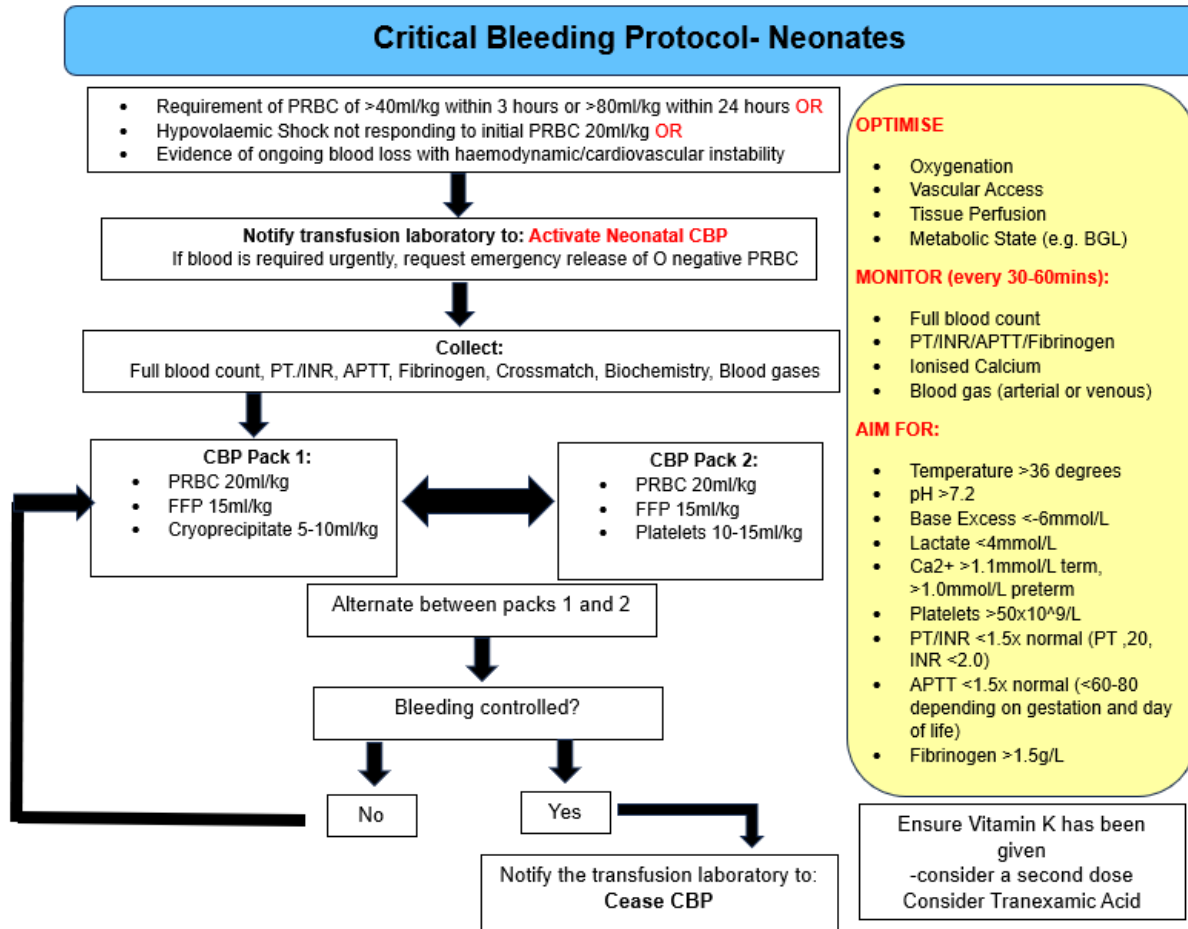 Critical Bleeding Protocol- Neonates
• Requirement of PRBC of >40ml/kg within 3 hours or >80ml/kg within 24 hours OR
• Hypovolaemic Shock not responding to initial PRBC 20ml/kg OR
• Evidence of ongoing blood loss with haemodynamic/cardiovascular instability
Notify transfusion laboratory to: Activate Neonatal CBP
If blood is required urgently, request emergency release of O negative PRBC
Collect:
Full blood count, PT./INR, APTT, Fibrinogen, Crossmatch, Biochemistry, Blood gases
CBP Pack 1:
• PRBC 20ml/kg
• FFP 15ml/kg
• Cryoprecipitate 5-10ml/kg
CBP Pack 2:
• PRBC 20ml/kg
• FFP 15ml/kg
• Platelets 10-15ml/kg
Alternate between packs 1 and 2
Bleeding controlled?
No
Yes
Notify the transfusion laboratory to:
Cease CBP
OPTIMISE
• Oxygenation
• Vascular Access
• Tissue Perfusion
• Metabolic State (e.g. BGL)
MONITOR (every 30-60mins):
• Full blood count
• PT/INR/APTT/Fibrinogen
• Ionised Calcium
• Blood gas (arterial or venous)
AIM FOR:
• Temperature >36 degrees
• pH >7.2
• Base Excess <-6mmol/L
• Lactate <4mmol/L
• Ca2+ >1.1mmol/L term,
>1.0mmol/L preterm
• Platelets >50x10^9/L
• PT/INR <1.5x normal (PT ,20,
INR <2.0)
• APTT <1.5x normal (<60-80
depending on gestation and day
of life)
• Fibrinogen >1.5g/L
Ensure Vitamin K has been
given
-consider a second dose
Consider Tranexamic Acid